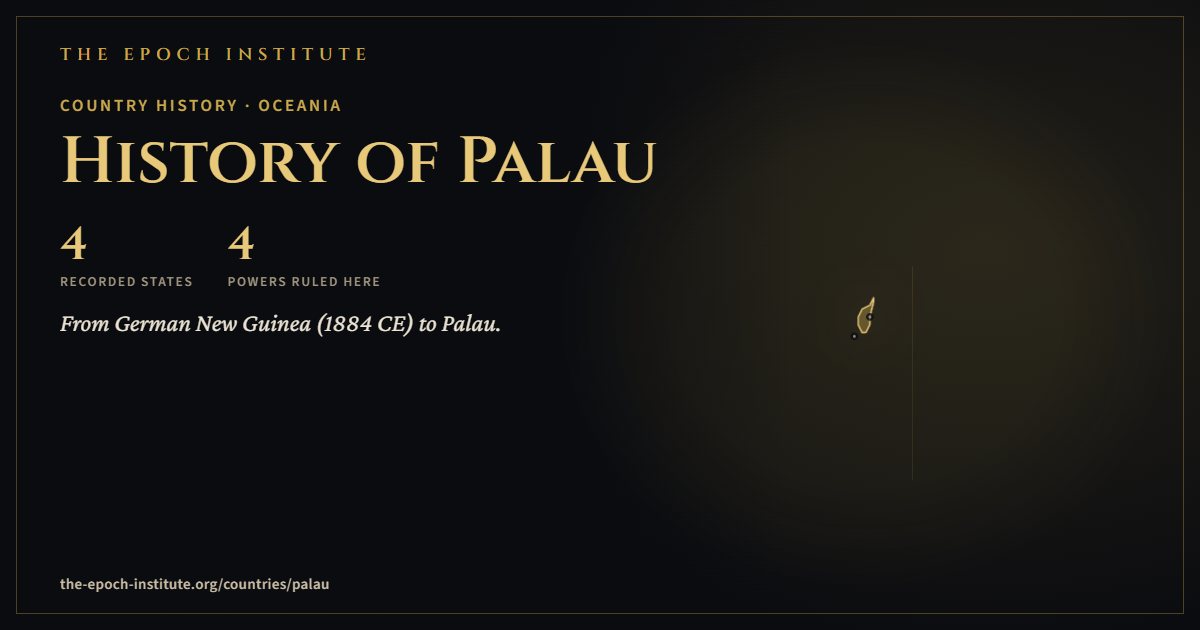 THE EPOCH INSTITUTE
COUNTRY HISTORY · OCEANIA
History of Palau
4 4
RECORDED STATES POWERS RULED HERE
From German New Guinea (1884 CE) to Palau.
the-epoch-institute.org/countries/palau